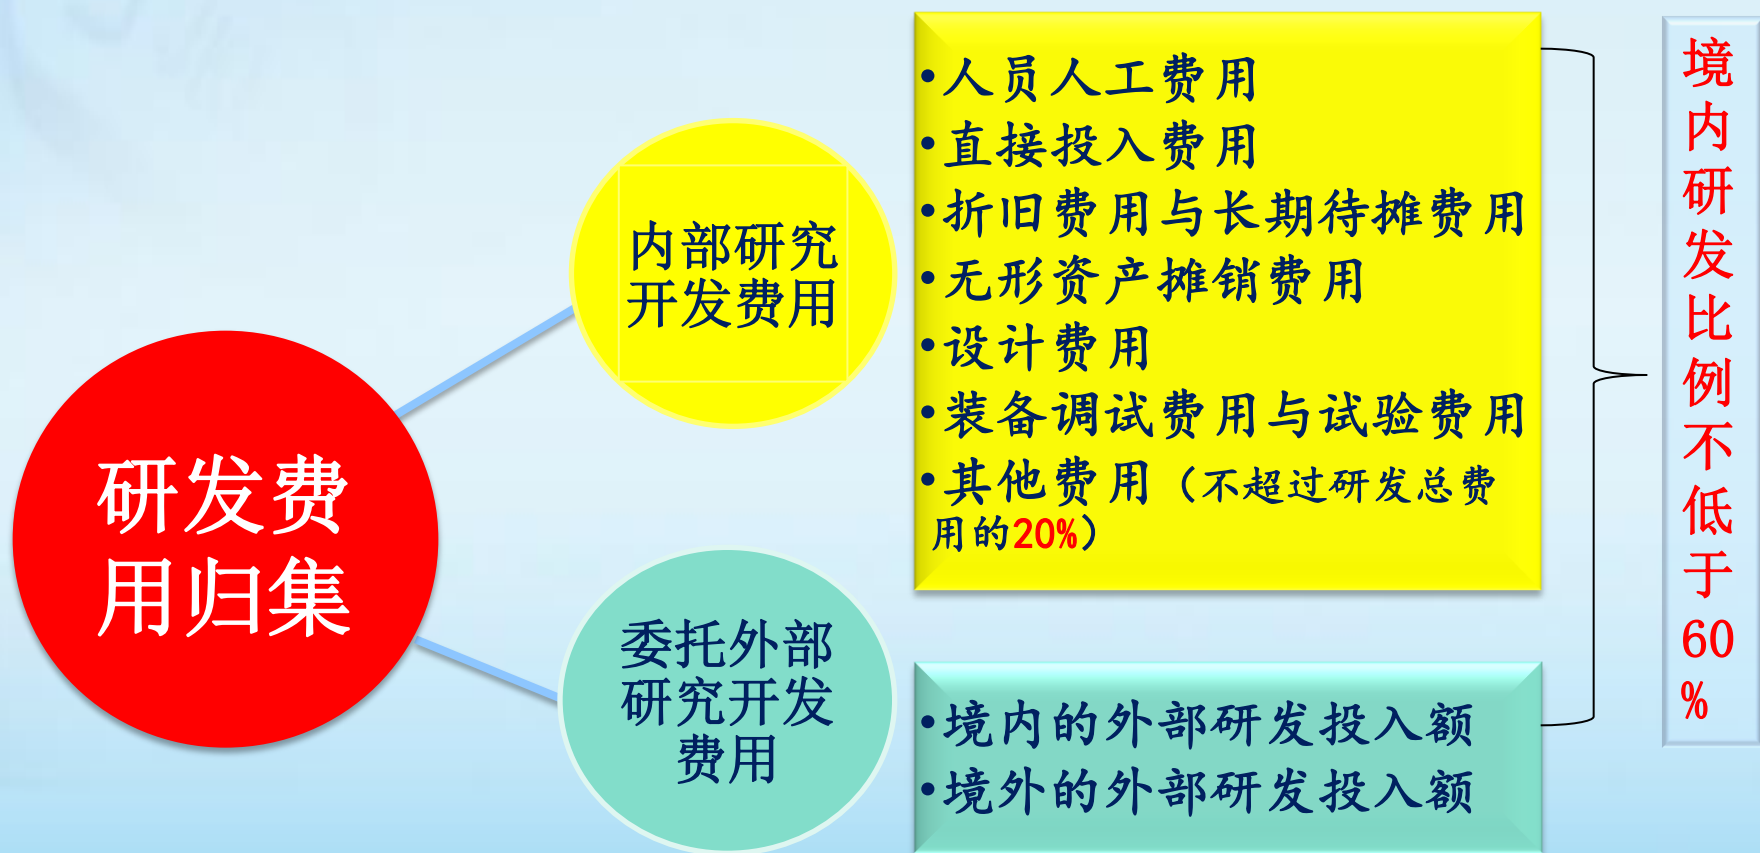 研发费
用归集
内部研究
开发费用
•人员人工费用
•直接投入费用
•折旧费用与长期待摊费用
•无形资产摊销费用
•设计费用
•装备调试费用与试验费用
•其他费用（不超过研发总费
用的20%）
委托外部
研究开发
费用
•境内的外部研发投入额
•境外的外部研发投入额
境
内
研
发
比
例
不
低
于
60
%